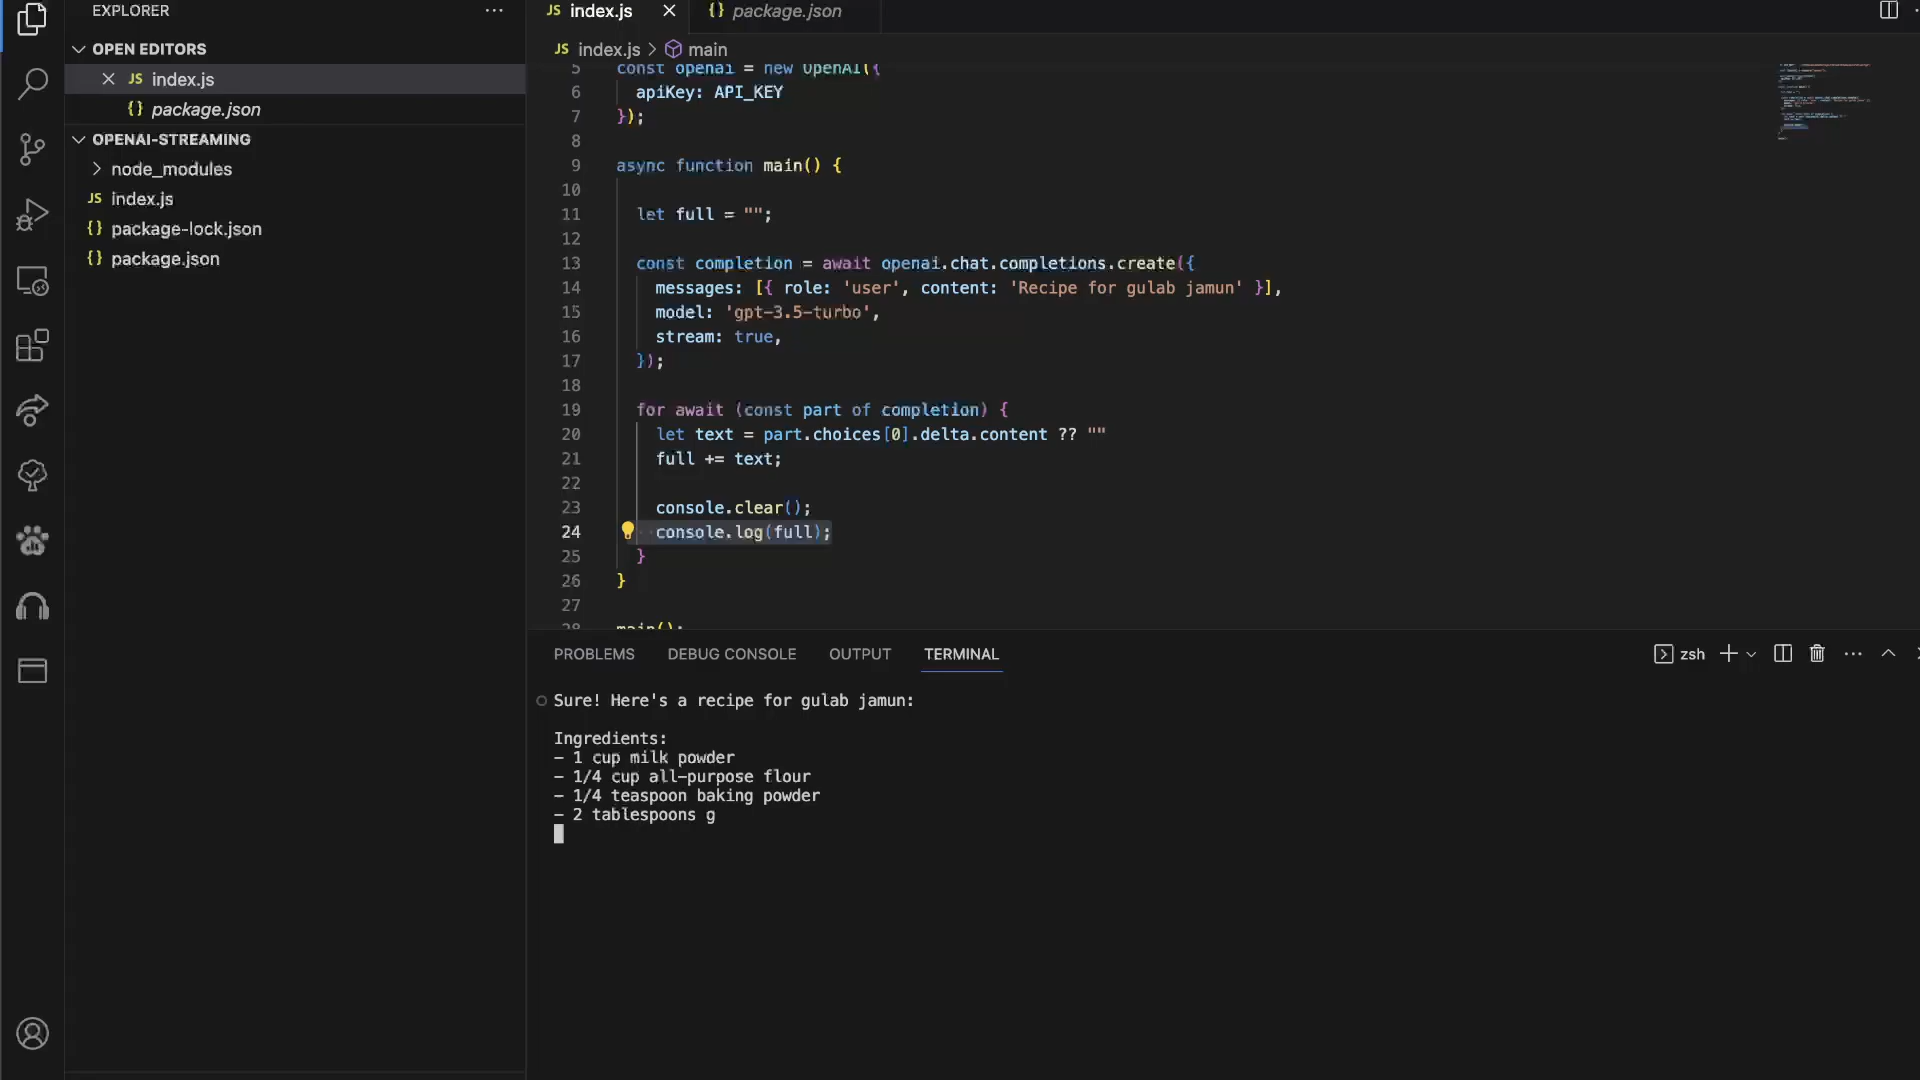 EXPLORER
OPEN EDITORS
JS index.js
{} package.json
OPENAI-STREAMING
node_modules
JS index.js
{} package-lock.json
{} package.json
JS index.js
{} package.json
JS index.js > main
5 const openai = new OpenAI({
6 apiKey: API_KEY
7 });
8
9 async function main() {
10
11 let full = "";
12
13 const completion = await openai.chat.completions.create({
14 messages: [{ role: 'user', content: 'Recipe for gulab jamun' }],
15 model: 'gpt-3.5-turbo',
16 stream: true,
17 });
18
19 for await (const part of completion) {
20 let text = part.choices[0].delta.content ?? ""
21 full += text;
22
23 console.clear();
24 console.log(full);
25 }
26 }
27
28 main();
PROBLEMS DEBUG CONSOLE OUTPUT TERMINAL
zsh
Sure! Here's a recipe for gulab jamun:
Ingredients:
- 1 cup milk powder
- 1/4 cup all-purpose flour
- 1/4 teaspoon baking powder
- 2 tablespoons g